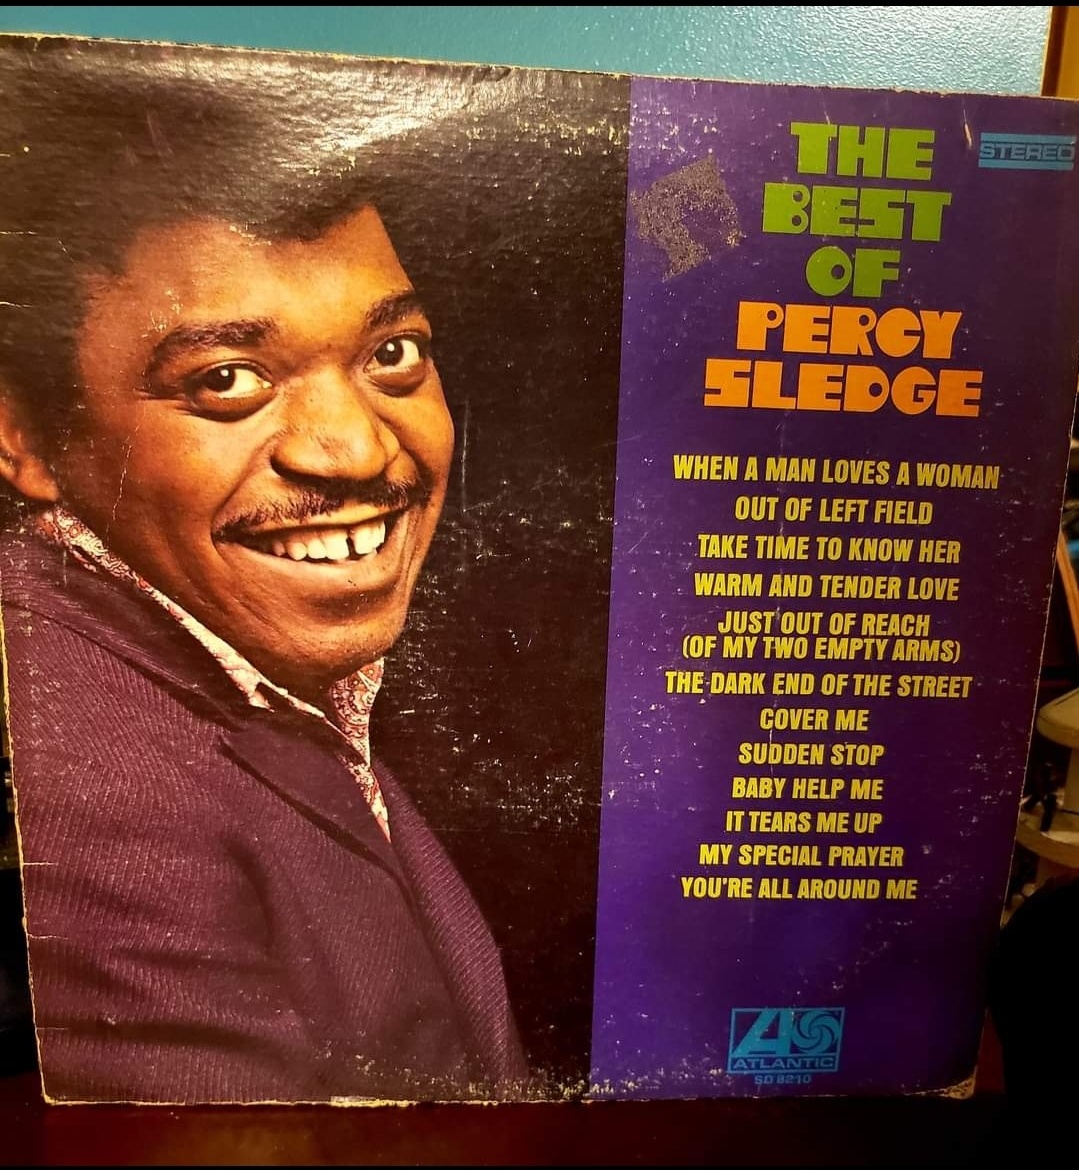 THE
BEST
OF
PERCY
SLEDGE
STEREO
WHEN A MAN LOVES A WOMAN
OUT OF LEFT FIELD
TAKE TIME TO KNOW HER
WARM AND TENDER LOVE
JUST OUT OF REACH
(OF MY TWO EMPTY ARMS)
THE DARK END OF THE STREET
COVER ME
SUDDEN STOP
BABY HELP ME
IT TEARS ME UP
MY SPECIAL PRAYER
YOU'RE ALL AROUND ME
ATLANTIC
SD 8210